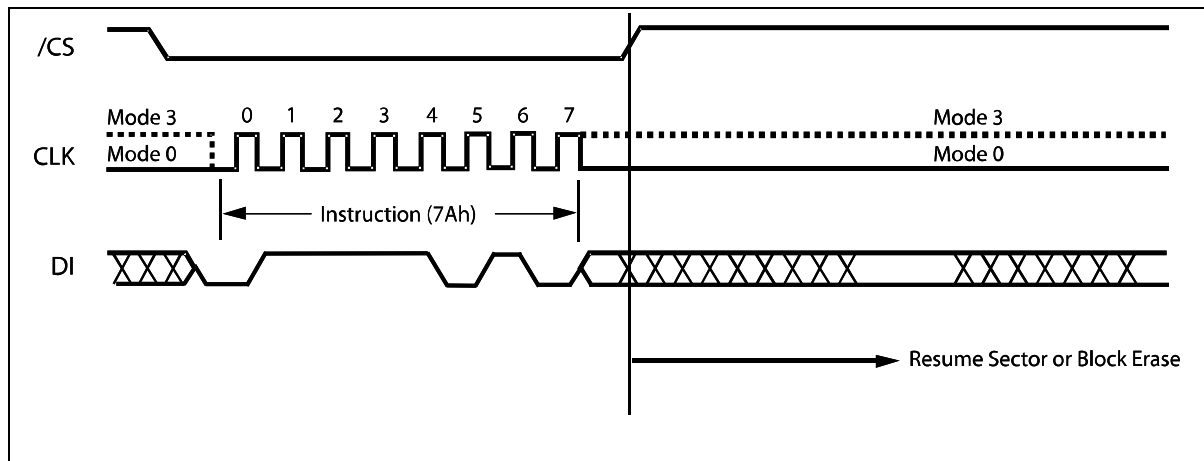 /CS
Mode 3
0 1 2 3 4 5 6 7
Mode 3
CLK
Mode 0
Mode 0
Instruction (7Ah)
DI
Resume Sector or Block Erase